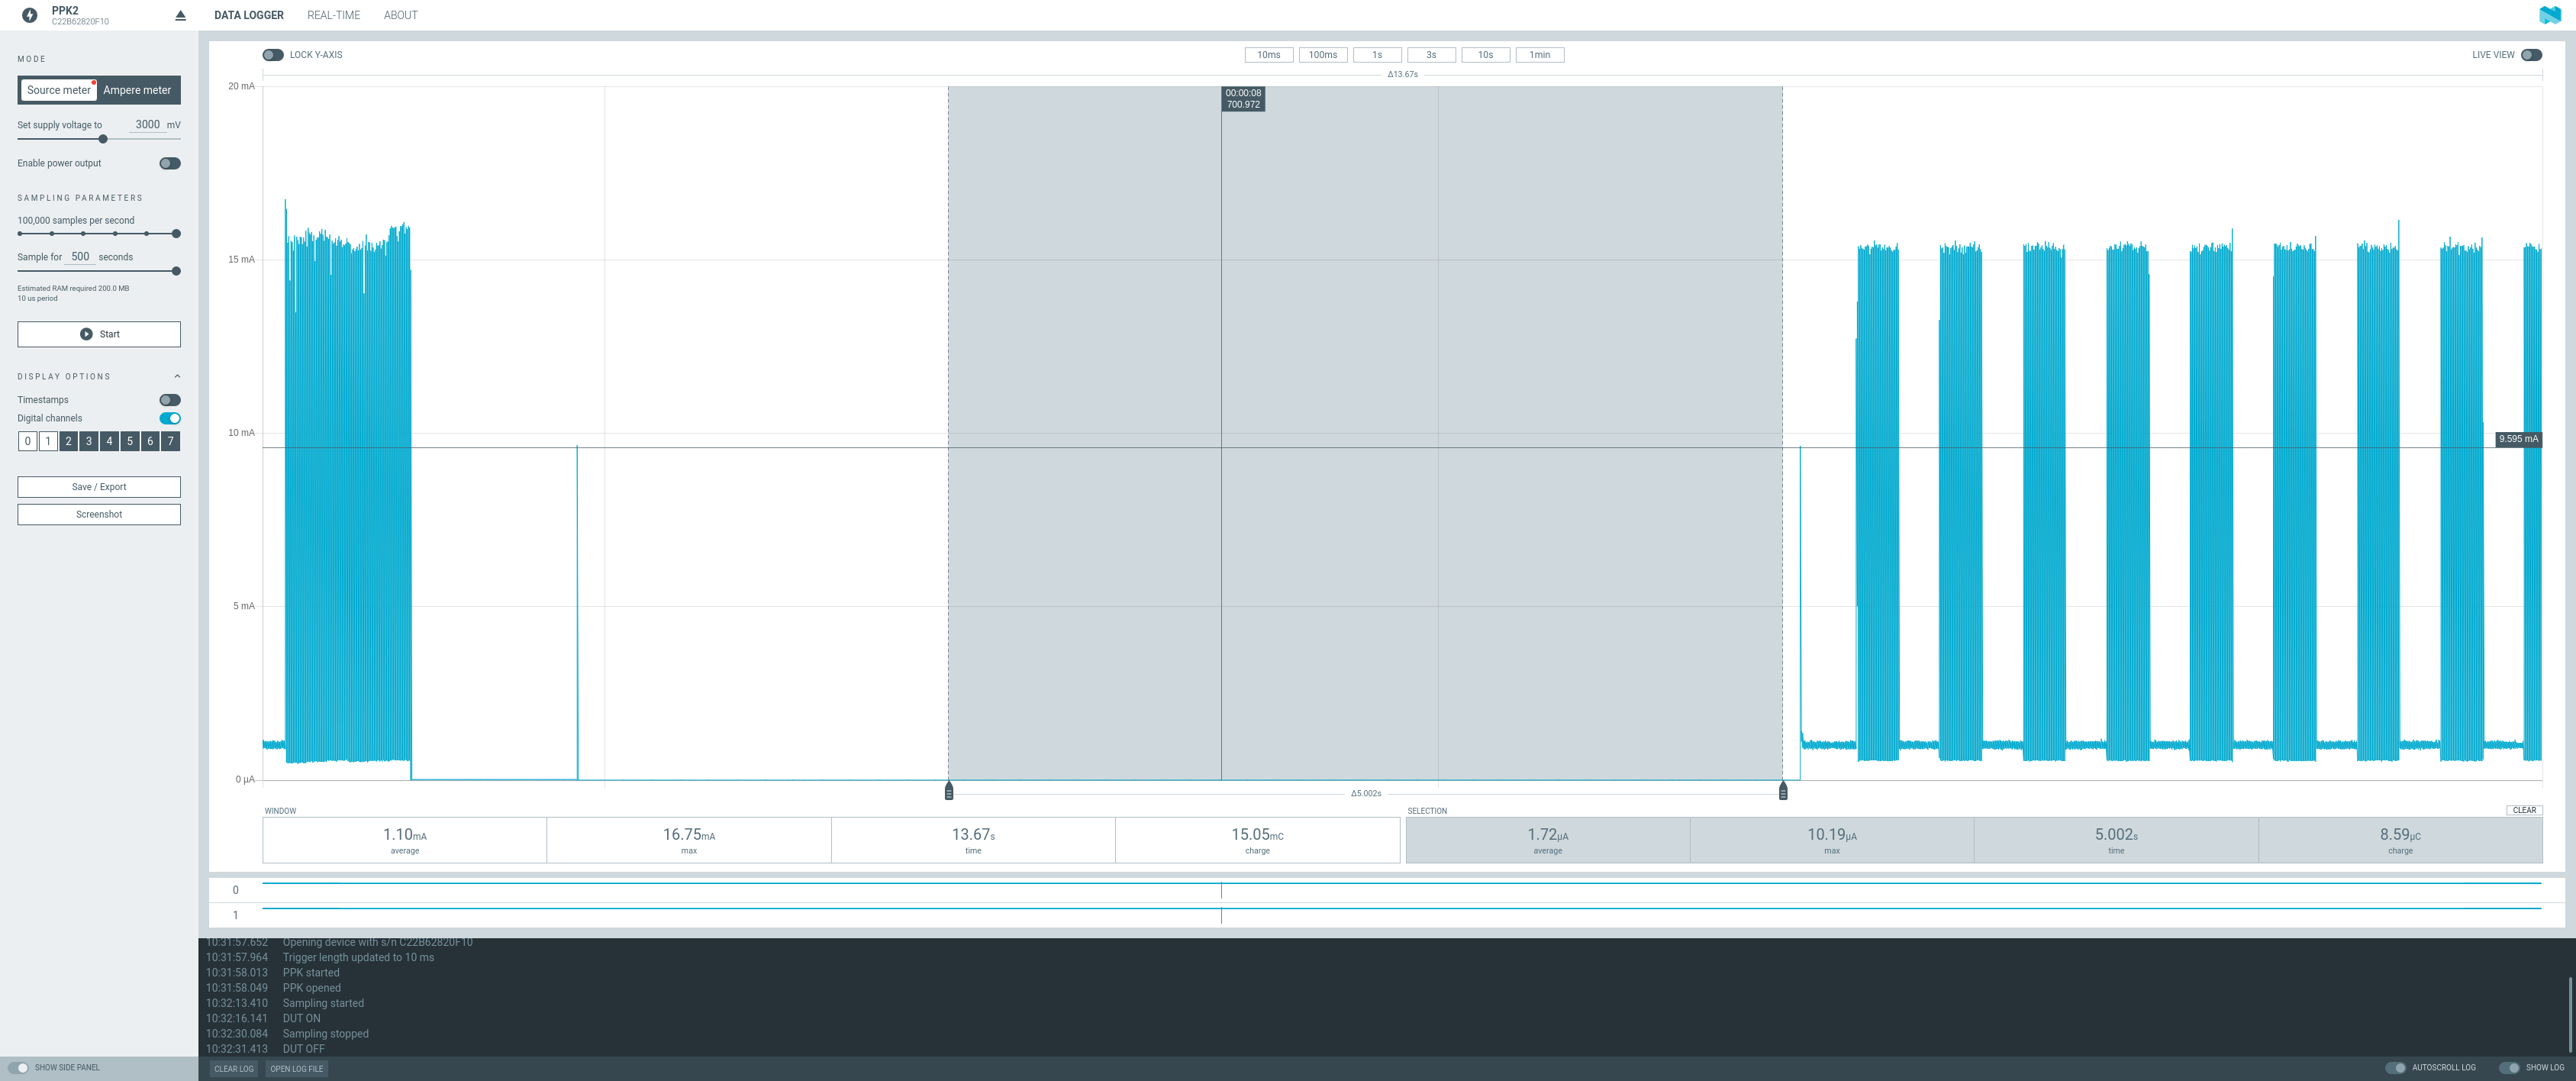 PPK2
C22B62820F10
DATA LOGGER REAL-TIME ABOUT
MODE
Source meter Ampere meter
Set supply voltage to 3000 mV
Enable power output
SAMPLING PARAMETERS
100,000 samples per second
Sample for 500 seconds
Estimated RAM required 200.0 MB
10 us period
Start
DISPLAY OPTIONS
Timestamps
Digital channels
0 1 2 3 4 5 6 7
Save / Export
Screenshot
SHOW SIDE PANEL
LOCK Y-AXIS 10ms 100ms 1s 3s 10s 1min LIVE VIEW
Δ13.67s
20 mA
00:00:08
700.972
15 mA
10 mA
9.595 mA
5 mA
0 µA
Δ5.002s
WINDOW SELECTION CLEAR
1.10mA 16.75mA 13.67s 15.05mC 1.72µA 10.19µA 5.002s 8.59µC
average max time charge average max time charge
0
1
10:31:57.652 Opening device with s/n C22B62820F10
10:31:57.964 Trigger length updated to 10 ms
10:31:58.013 PPK started
10:31:58.049 PPK opened
10:32:13.410 Sampling started
10:32:16.141 DUT ON
10:32:30.084 Sampling stopped
10:32:31.413 DUT OFF
CLEAR LOG OPEN LOG FILE AUTOSCROLL LOG SHOW LOG